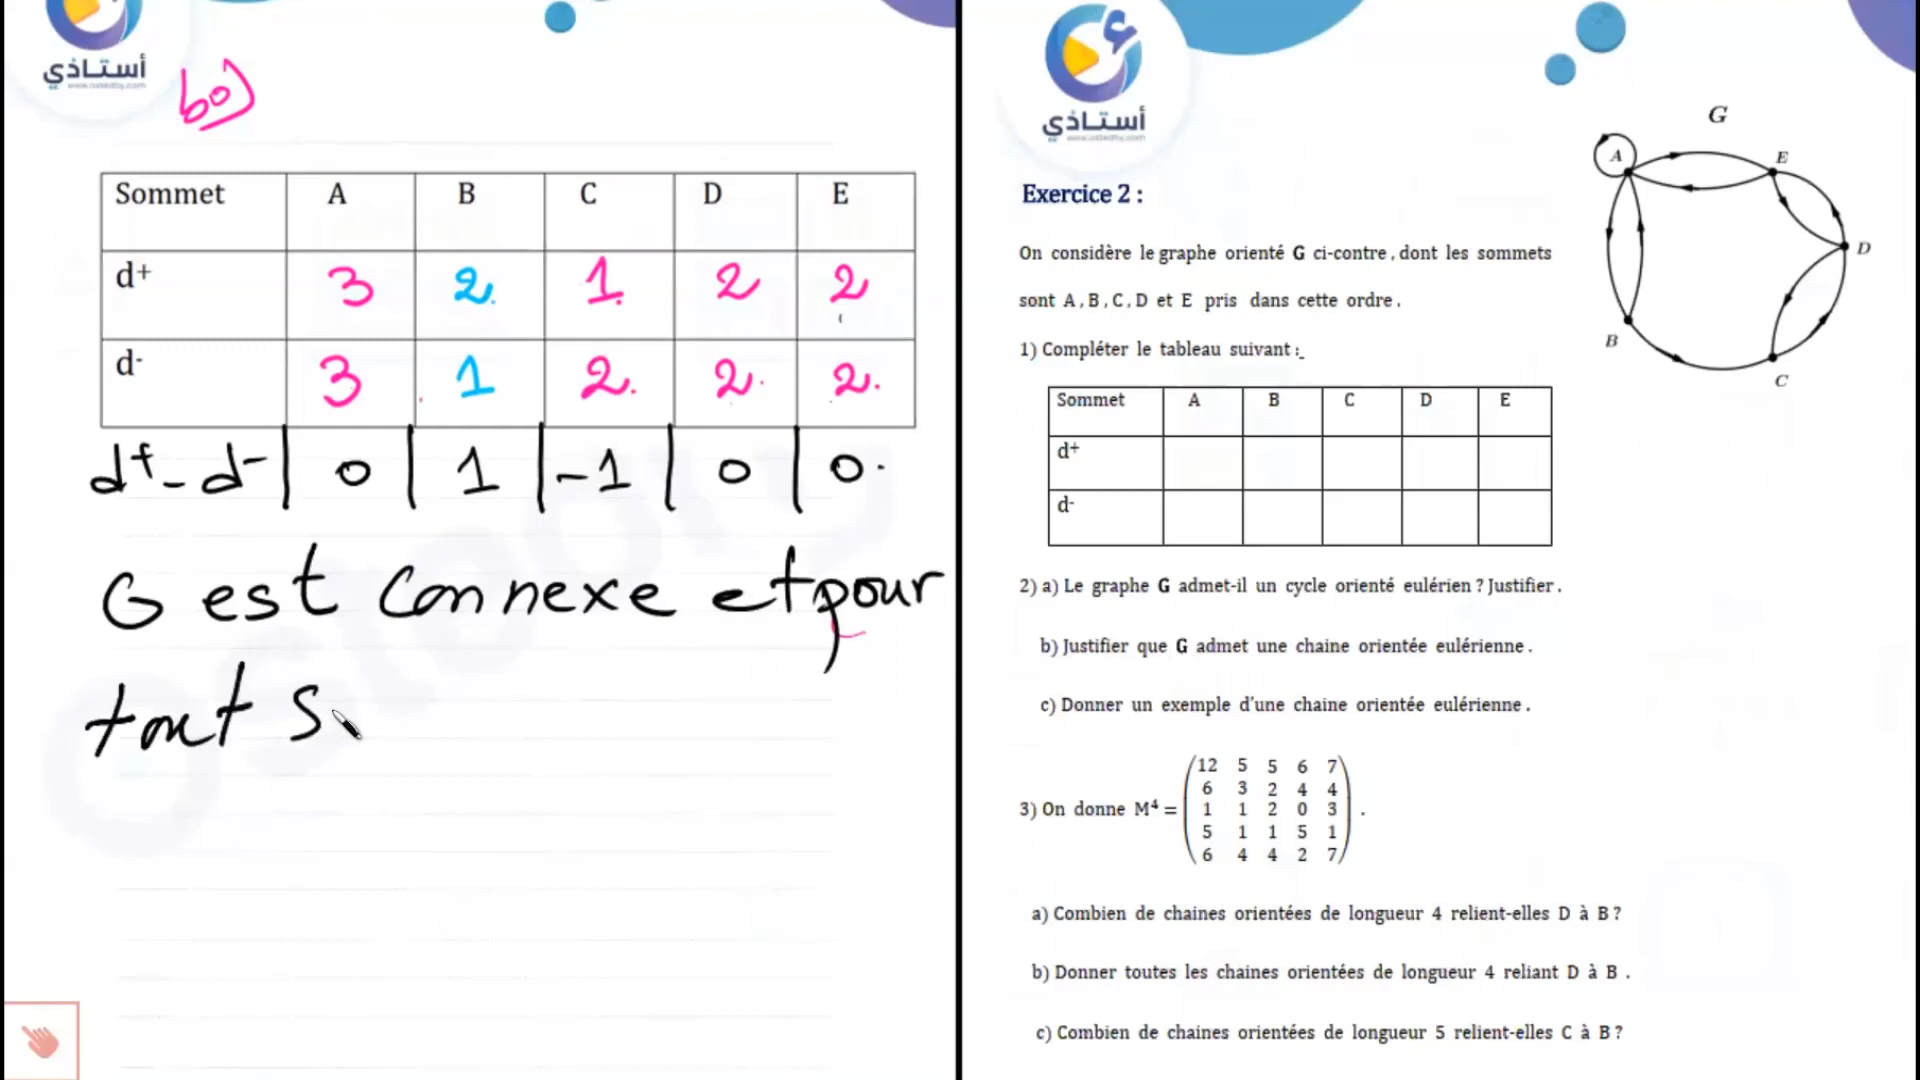 أستاذي
www.ostedhy.com
b°)
Sommet A B C D E
d⁺ 3 2. 1. 2 2
d⁻ 3 1 2. 2. 2.
d⁺ - d⁻ | 0 | 1 | -1 | 0 | 0.
G est Connexe et pour
tout S
أستاذي
www.ostedhy.com
G
A E
D
B
C
Exercice 2 :
On considère le graphe orienté G ci-contre , dont les sommets
sont A , B , C , D et E pris dans cette ordre .
1) Compléter le tableau suivant :
Sommet A B C D E
d⁺
d⁻
2) a) Le graphe G admet-il un cycle orienté eulérien ? Justifier .
b) Justifier que G admet une chaine orientée eulérienne .
c) Donner un exemple d'une chaine orientée eulérienne .
12 5 5 6 7
6 3 2 4 4
3) On donne M⁴ = 1 1 2 0 3 .
5 1 1 5 1
6 4 4 2 7
a) Combien de chaines orientées de longueur 4 relient-elles D à B ?
b) Donner toutes les chaines orientées de longueur 4 reliant D à B .
c) Combien de chaines orientées de longueur 5 relient-elles C à B ?